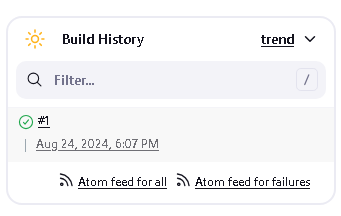 Build History trend
Filter... /
#1
Aug 24, 2024, 6:07 PM
Atom feed for all Atom feed for failures